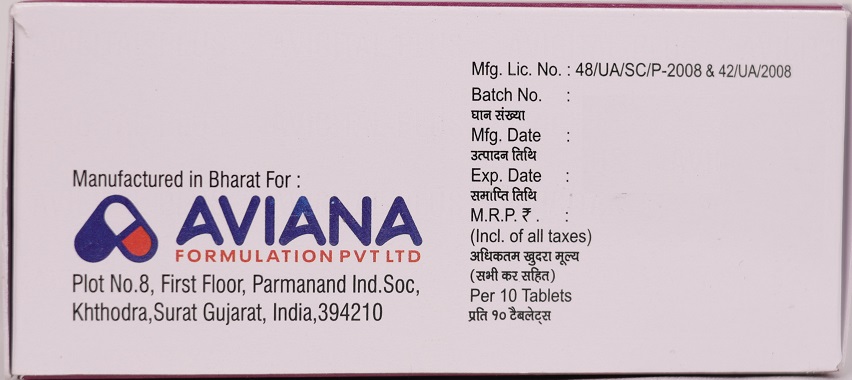 Manufactured in Bharat For :
AVIANA
FORMULATION PVT LTD
Plot No.8, First Floor, Parmanand Ind.Soc,
Khthodra,Surat Gujarat, India,394210
Mfg. Lic. No. : 48/UA/SC/P-2008 & 42/UA/2008
Batch No. :
घान संख्या
Mfg. Date :
उत्पादन तिथि
Exp. Date :
समाप्ति तिथि
M.R.P. ₹ . :
(Incl. of all taxes)
अधिकतम खुदरा मूल्य
(सभी कर सहित)
Per 10 Tablets
प्रति १० टैबलेट्स